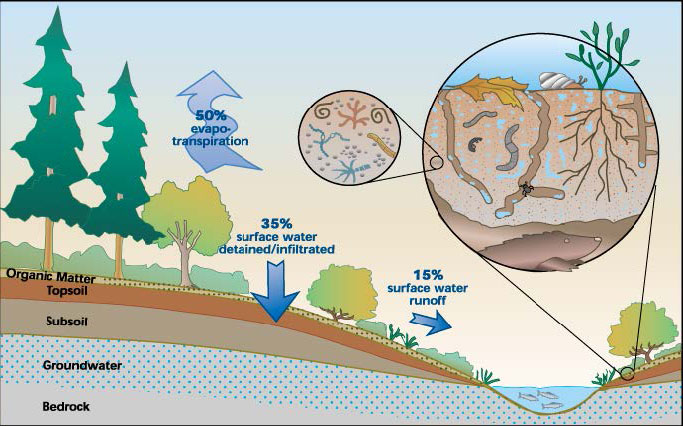 50%
evapo-
transpiration
35%
surface water
detained/infiltrated
15%
surface water
runoff
Organic Matter
Topsoil
Subsoil
Groundwater
Bedrock